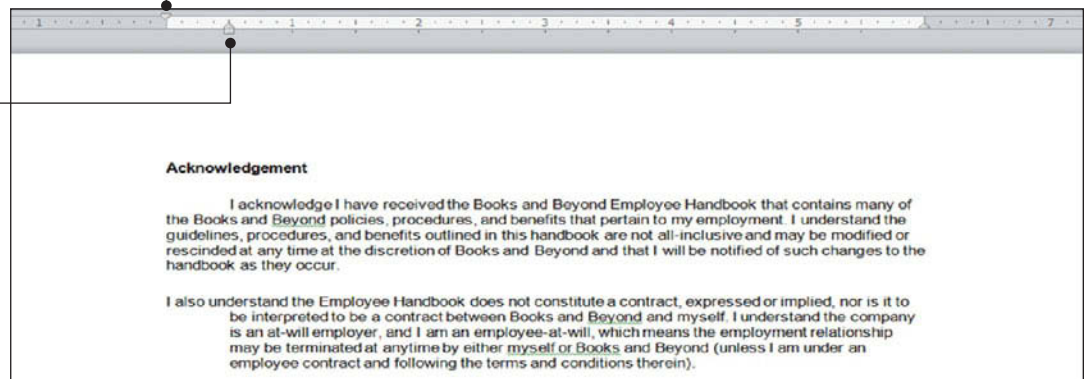 1 1 2 3 4 5 7
Acknowledgement
I acknowledge I have received the Books and Beyond Employee Handbook that contains many of
the Books and Beyond policies, procedures, and benefits that pertain to my employment. I understand the
guidelines, procedures, and benefits outlined in this handbook are not all-inclusive and may be modified or
rescinded at any time at the discretion of Books and Beyond and that I will be notified of such changes to the
handbook as they occur.
I also understand the Employee Handbook does not constitute a contract, expressed or implied, nor is it to
be interpreted to be a contract between Books and Beyond and myself. I understand the company
is an at-will employer, and I am an employee-at-will, which means the employment relationship
may be terminated at anytime by either myself or Books and Beyond (unless I am under an
employee contract and following the terms and conditions therein).